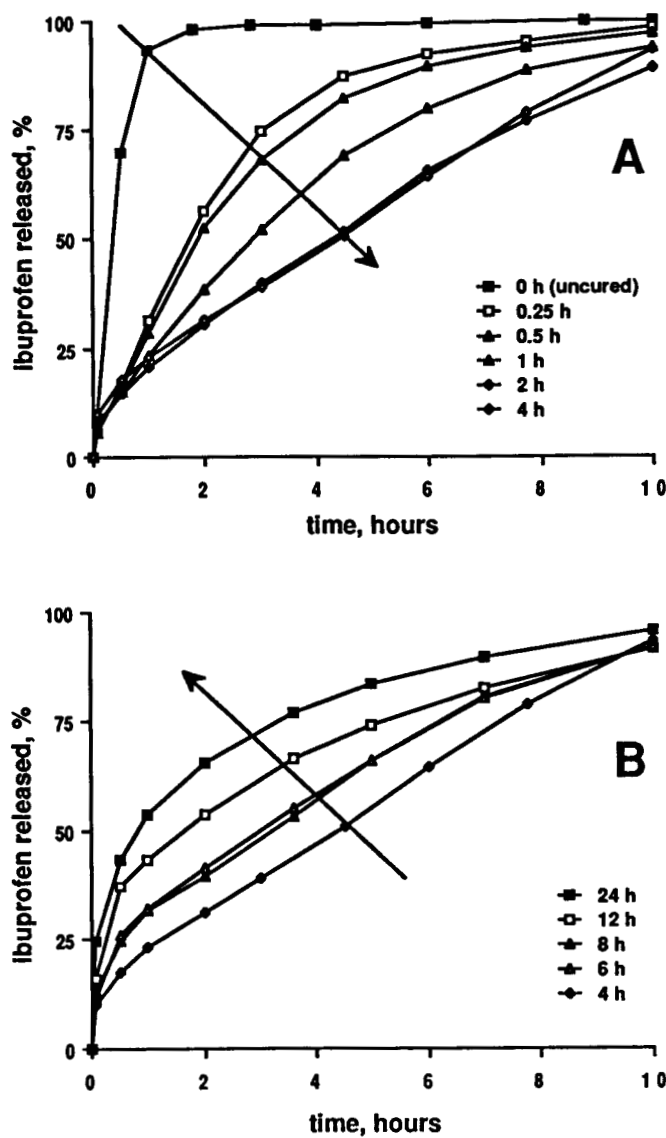 100
75
50
25
0
ibuprofen released, %
A
0 h (uncured)
0.25 h
0.5 h
1 h
2 h
4 h
0 2 4 6 8 10
time, hours
100
75
50
25
0
ibuprofen released, %
B
24 h
12 h
8 h
6 h
4 h
0 2 4 6 8 10
time, hours